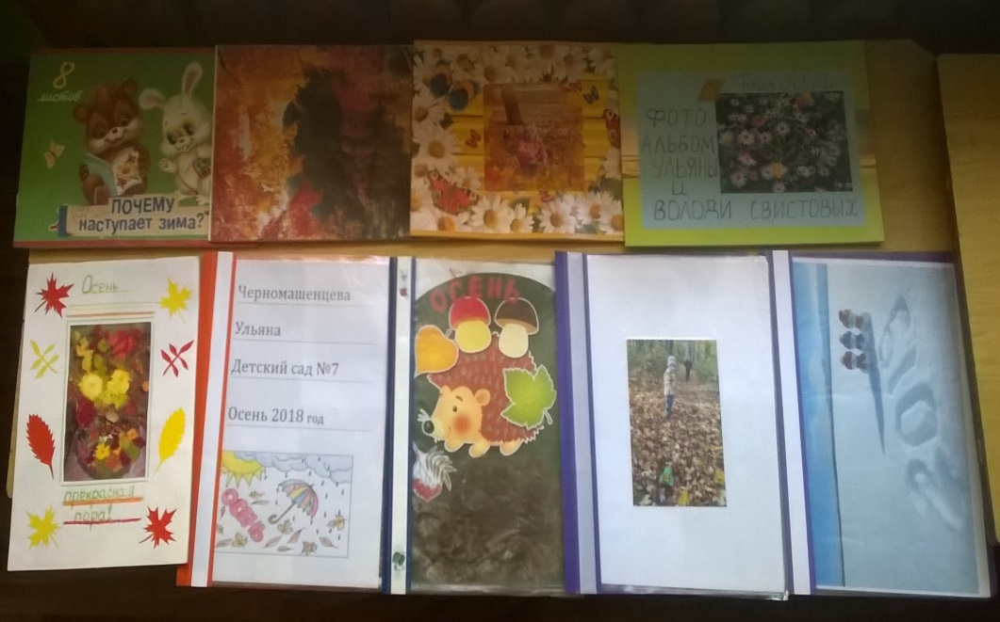 8
листов
ПОЧЕМУ
наступает зима?
ФОТО
АЛЬБОМ
УЛЬЯНЫ
И
ВОЛОДИ СВИСТОВЫХ
Осень
прекрасная
пора!
Черномашенцева
Ульяна
Детский сад №7
Осень 2018 год
ОСЕНЬ